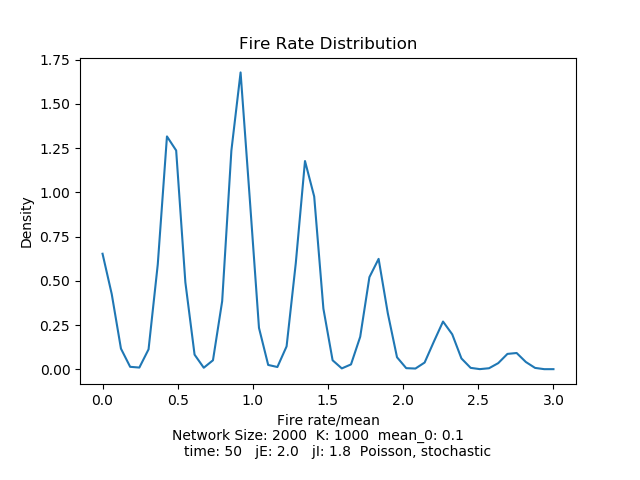 Fire Rate Distribution
1.75
1.50
1.25
1.00
0.75
0.50
0.25
0.00
Density
0.0 0.5 1.0 1.5 2.0 2.5 3.0
Fire rate/mean
Network Size: 2000 K: 1000 mean_0: 0.1
time: 50 jE: 2.0 jI: 1.8 Poisson, stochastic